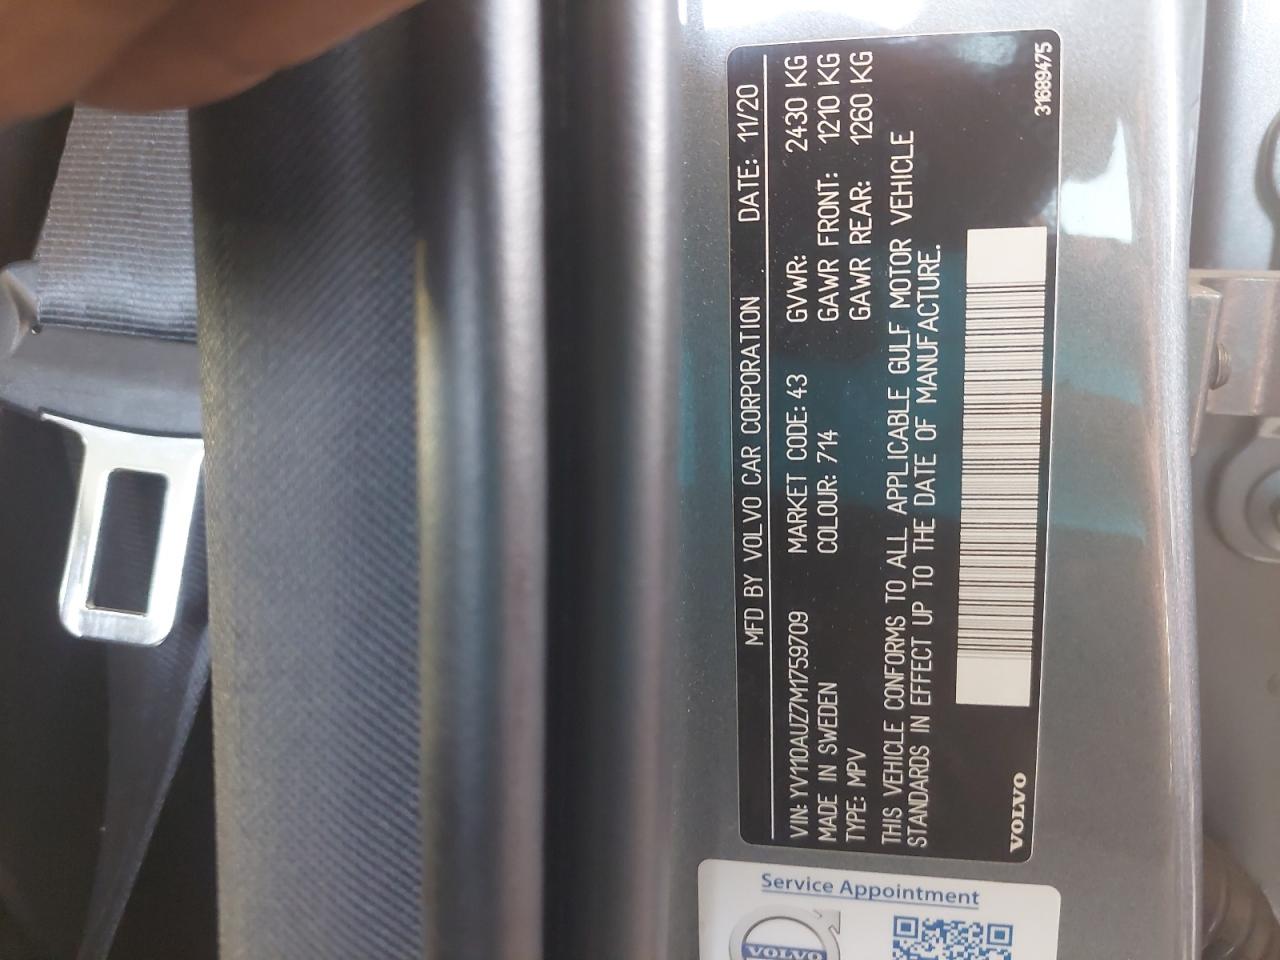 MFD BY VOLVO CAR CORPORATION DATE: 11/20
VIN: YV110AUZ7M1759709 MARKET CODE: 43 GVWR: 2430 KG
MADE IN SWEDEN COLOUR: 714 GAWR FRONT: 1210 KG
TYPE: MPV GAWR REAR: 1260 KG
THIS VEHICLE CONFORMS TO ALL APPLICABLE GULF MOTOR VEHICLE
STANDARDS IN EFFECT UP TO THE DATE OF MANUFACTURE.
VOLVO 31689475
Service Appointment
VOLVO